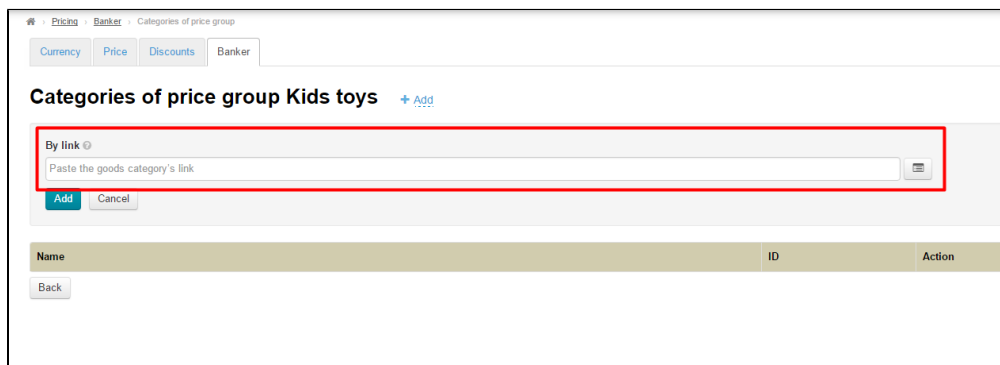 Pricing › Banker › Categories of price group
Currency Price Discounts Banker
Categories of price group Kids toys + Add
By link ?
Paste the goods category's link
Add Cancel
Name ID Action
Back